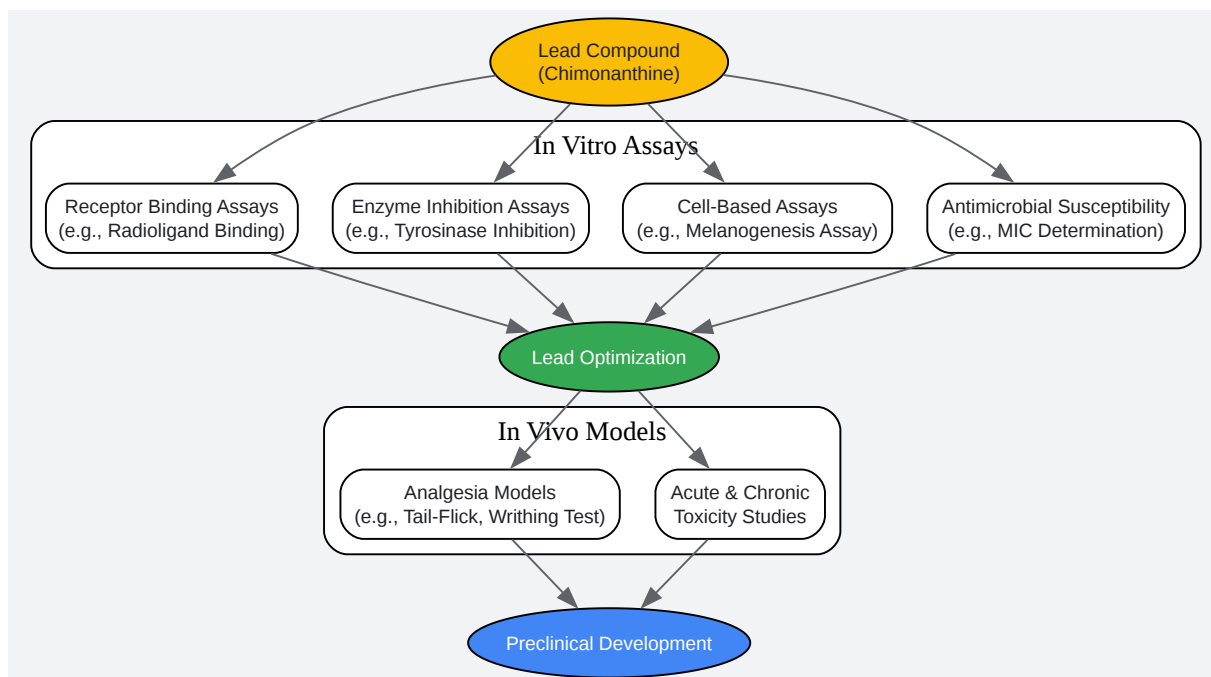 Lead Compound
(Chimonanthine)
In Vitro Assays
Receptor Binding Assays
(e.g., Radioligand Binding)
Enzyme Inhibition Assays
(e.g., Tyrosinase Inhibition)
Cell-Based Assays
(e.g., Melanogenesis Assay)
Antimicrobial Susceptibility
(e.g., MIC Determination)
Lead Optimization
In Vivo Models
Analgesia Models
(e.g., Tail-Flick, Writhing Test)
Acute & Chronic
Toxicity Studies
Preclinical Development